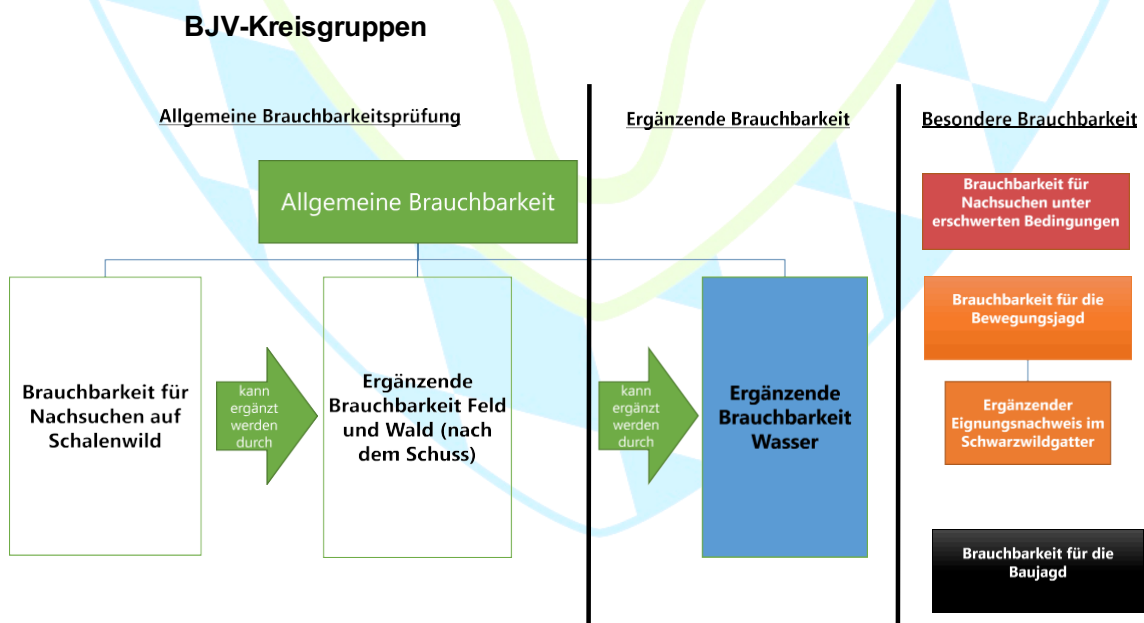 BJV-Kreisgruppen
Allgemeine Brauchbarkeitsprüfung
Allgemeine Brauchbarkeit
Brauchbarkeit für
Nachsuchen auf
Schalenwild
kann
ergänzt
werden
durch
Ergänzende
Brauchbarkeit Feld
und Wald (nach
dem Schuss)
Ergänzende Brauchbarkeit
kann
ergänzt
werden
durch
Ergänzende
Brauchbarkeit
Wasser
Besondere Brauchbarkeit
Brauchbarkeit für
Nachsuchen unter
erschwerten Bedingungen
Brauchbarkeit für die
Bewegungsjagd
Ergänzender
Eignungsnachweis im
Schwarzwildgatter
Brauchbarkeit für die
Baujagd